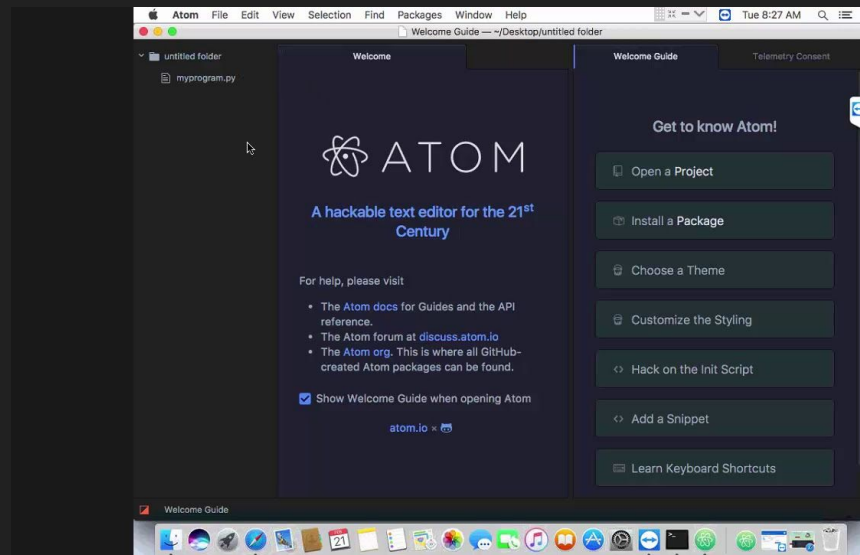 Atom File Edit View Selection Find Packages Window Help Tue 8:27 AM
Welcome Guide — ~/Desktop/untitled folder
untitled folder
myprogram.py
Welcome
Welcome Guide
Telemetry Consent
ATOM
A hackable text editor for the 21st
Century
For help, please visit
• The Atom docs for Guides and the API
reference.
• The Atom forum at discuss.atom.io
• The Atom org. This is where all GitHub-
created Atom packages can be found.
Show Welcome Guide when opening Atom
atom.io ×
Get to know Atom!
Open a Project
Install a Package
Choose a Theme
Customize the Styling
Hack on the Init Script
Add a Snippet
Learn Keyboard Shortcuts
Welcome Guide
21